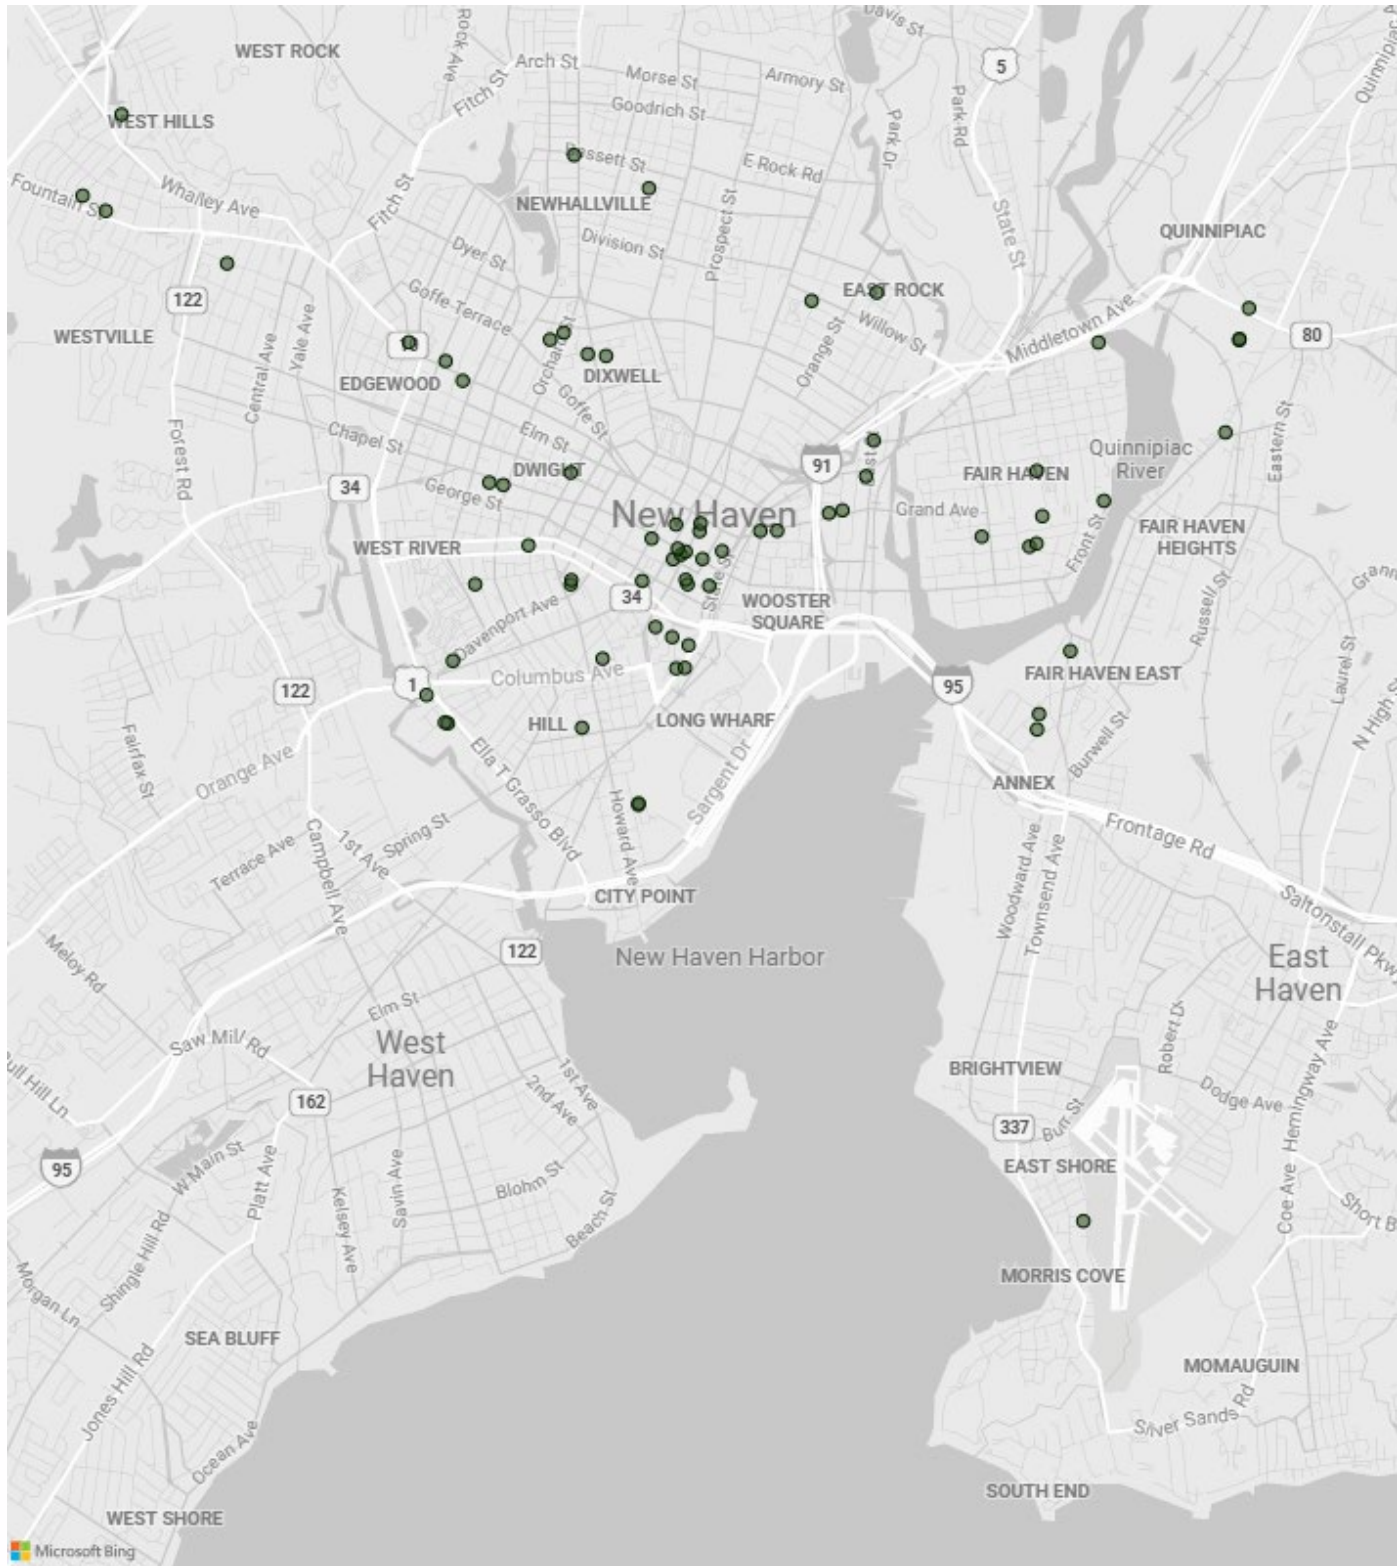 Davis St
WEST ROCK
Rock Ave
Arch St
5
Morse St
Armory St
Fitch St
Goodrich St
Park Rd
Park Dr
WEST HILLS
Bassett St
E Rock Rd
Fountain St
Whalley Ave
Fitch St
NEWHALLVILLE
Prospect St
State St
QUINNIPIAC
Division St
Dyer St
122
Goffe Terrace
EAST ROCK
Willow St
Middletown Ave
WESTVILLE
Yale Ave
Central Ave
Orchard St
Orange St
80
EDGEWOOD
DIXWELL
Goffe St
Chapel St
Elm St
Forest Rd
Eastern St
DWIGHT
91
FAIR HAVEN
Quinnipiac
River
34
George St
New Haven
Grand Ave
Front St
FAIR HAVEN
HEIGHTS
WEST RIVER
State St
34
WOOSTER
SQUARE
Russell St
Davenport Ave
Laurel St
1
Columbus Ave
95
FAIR HAVEN EAST
122
HILL
LONG WHARF
Burwell St
Fairfax St
Orange Ave
Ella T Grasso Blvd
Sargent Dr
ANNEX
Howard Ave
Frontage Rd
Spring St
1st Ave
Terrace Ave
Campbell Ave
Woodward Ave
Townsend Ave
CITY POINT
Saltonstall Pkwy
Meloy Rd
122
New Haven Harbor
East
Haven
Elm St
Robert Dr
Saw Mill Rd
West
Haven
BRIGHTVIEW
1st Ave
2nd Ave
Dodge Ave
Hemingway Ave
162
337
Burr St
95
W Main St
EAST SHORE
Platt Ave
Savin Ave
Kelsey Ave
Blohm St
Beach St
Coe Ave
Shingle Hill Rd
Morgan Ln
MORRIS COVE
SEA BLUFF
MOMAUGUIN
Jones Hill Rd
Silver Sands Rd
Ocean Ave
SOUTH END
WEST SHORE
Microsoft Bing